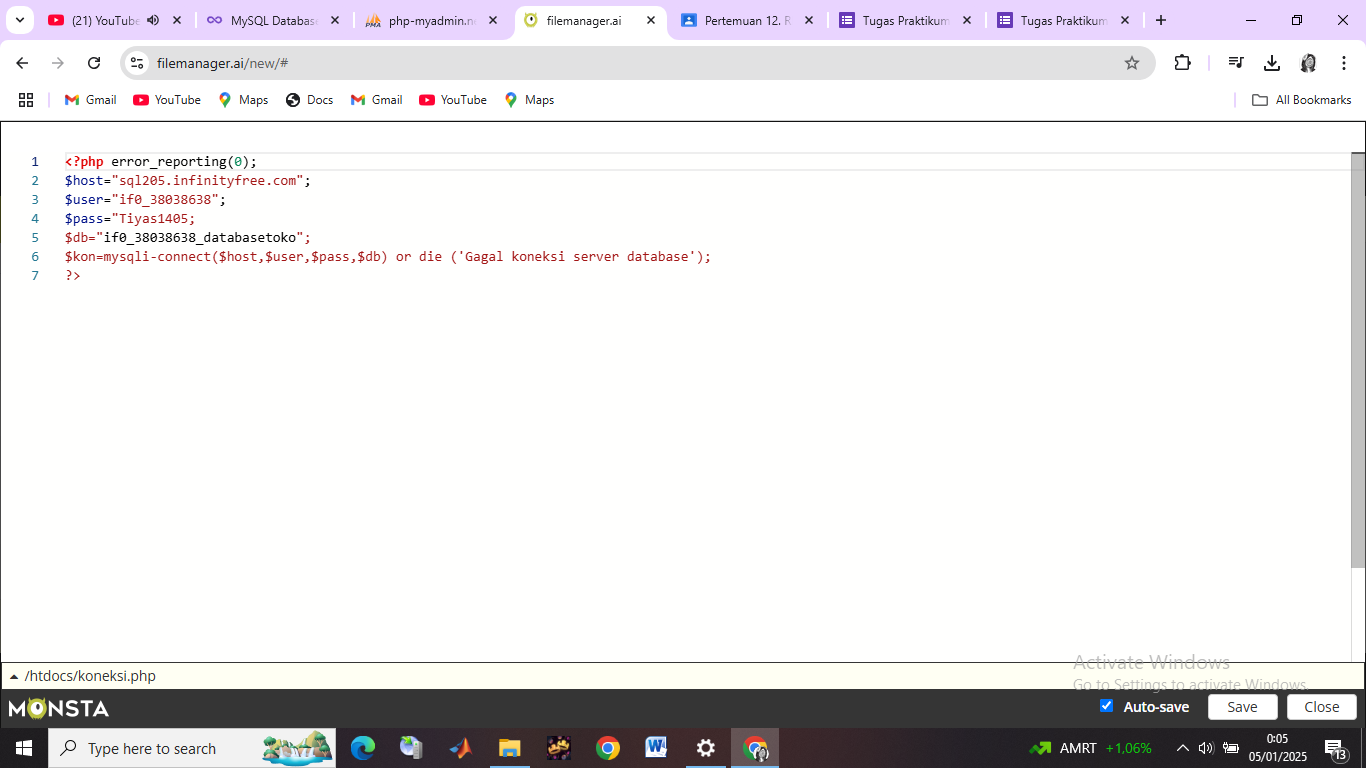 (21) YouTube
MySQL Database
php-myadmin.n
filemanager.ai
Pertemuan 12. R
Tugas Praktikum
Tugas Praktikum
filemanager.ai/new/#
Gmail
YouTube
Maps
Docs
Gmail
YouTube
Maps
All Bookmarks
1 <?php error_reporting(0);
2 $host="sql205.infinityfree.com";
3 $user="if0_38038638";
4 $pass="Tiyas1405;
5 $db="if0_38038638_databasetoko";
6 $kon=mysqli-connect($host,$user,$pass,$db) or die ('Gagal koneksi server database');
7 ?>
Activate Windows
Go to Settings to activate Windows.
/htdocs/koneksi.php
MONSTA
Auto-save
Save
Close
Type here to search
AMRT +1,06%
0:05
05/01/2025
13